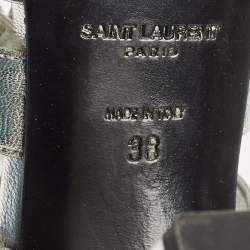 SAINT LAURENT
PARIS
MADE IN ITALY
38